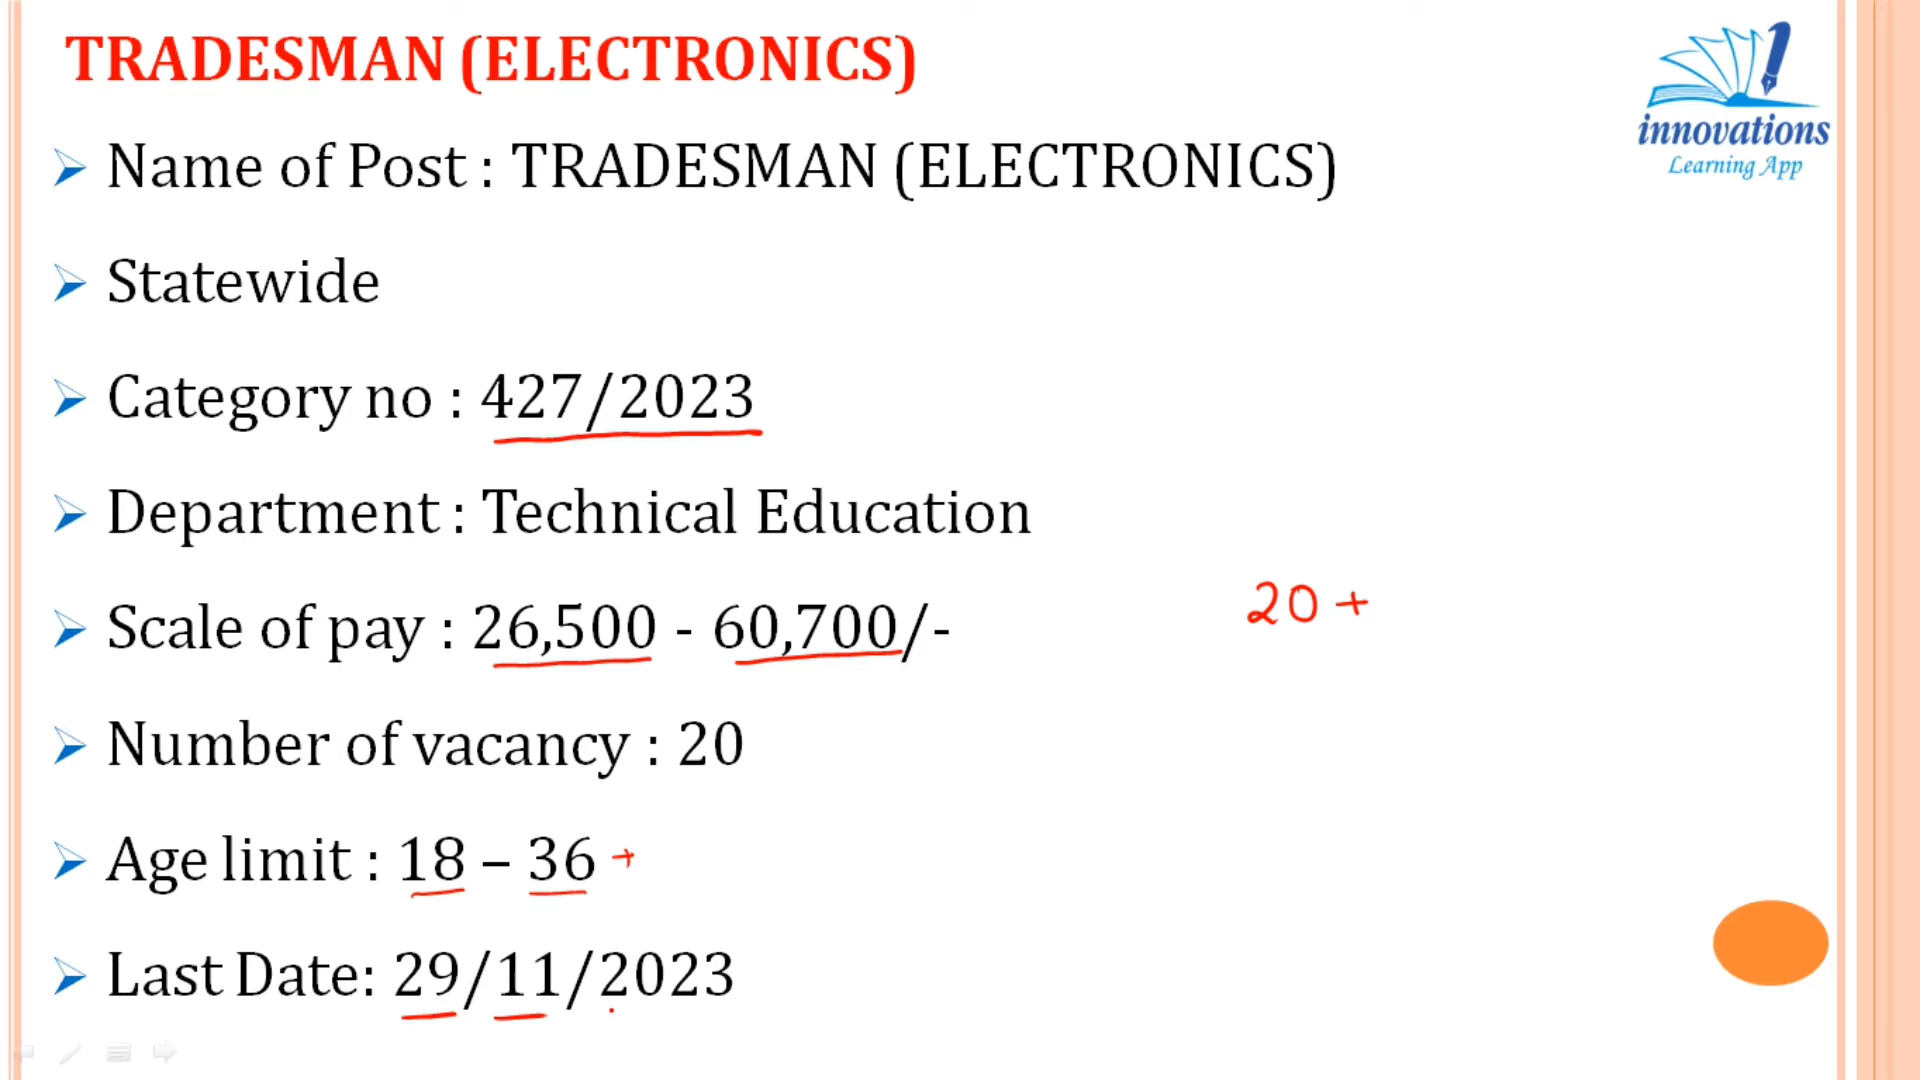 TRADESMAN (ELECTRONICS)
innovations
Learning App
Name of Post : TRADESMAN (ELECTRONICS)
Statewide
Category no : 427/2023
Department : Technical Education
Scale of pay : 26,500 - 60,700/-
20 +
Number of vacancy : 20
Age limit : 18 – 36 +
Last Date: 29/11/2023